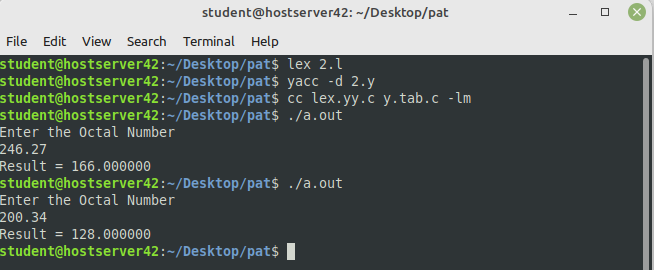 student@hostserver42: ~/Desktop/pat
File Edit View Search Terminal Help
student@hostserver42:~/Desktop/pat$ lex 2.l
student@hostserver42:~/Desktop/pat$ yacc -d 2.y
student@hostserver42:~/Desktop/pat$ cc lex.yy.c y.tab.c -lm
student@hostserver42:~/Desktop/pat$ ./a.out
Enter the Octal Number
246.27
Result = 166.000000
student@hostserver42:~/Desktop/pat$ ./a.out
Enter the Octal Number
200.34
Result = 128.000000
student@hostserver42:~/Desktop/pat$